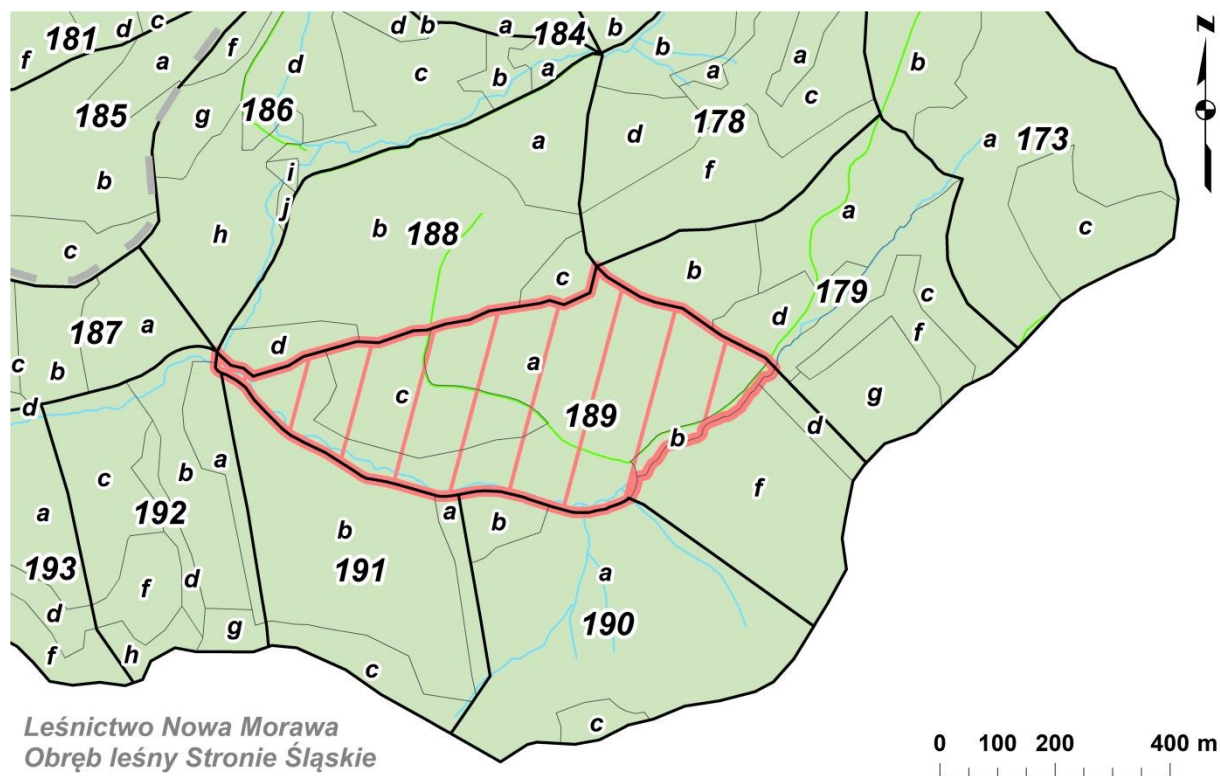 181 d c f d b a 184 b b
f a d c b a a a b
185 g 186 178 c
b i d a f a 173
c h j b 188 a c
187 a c b 179 c
c b d d f
d a c 189 g
b d
c b a f
192 a b
a b 191 a
193 f d 190
d g
f h c
c
Leśnictwo Nowa Morawa
Obręb leśny Stronie Śląskie
N
0 100 200 400 m